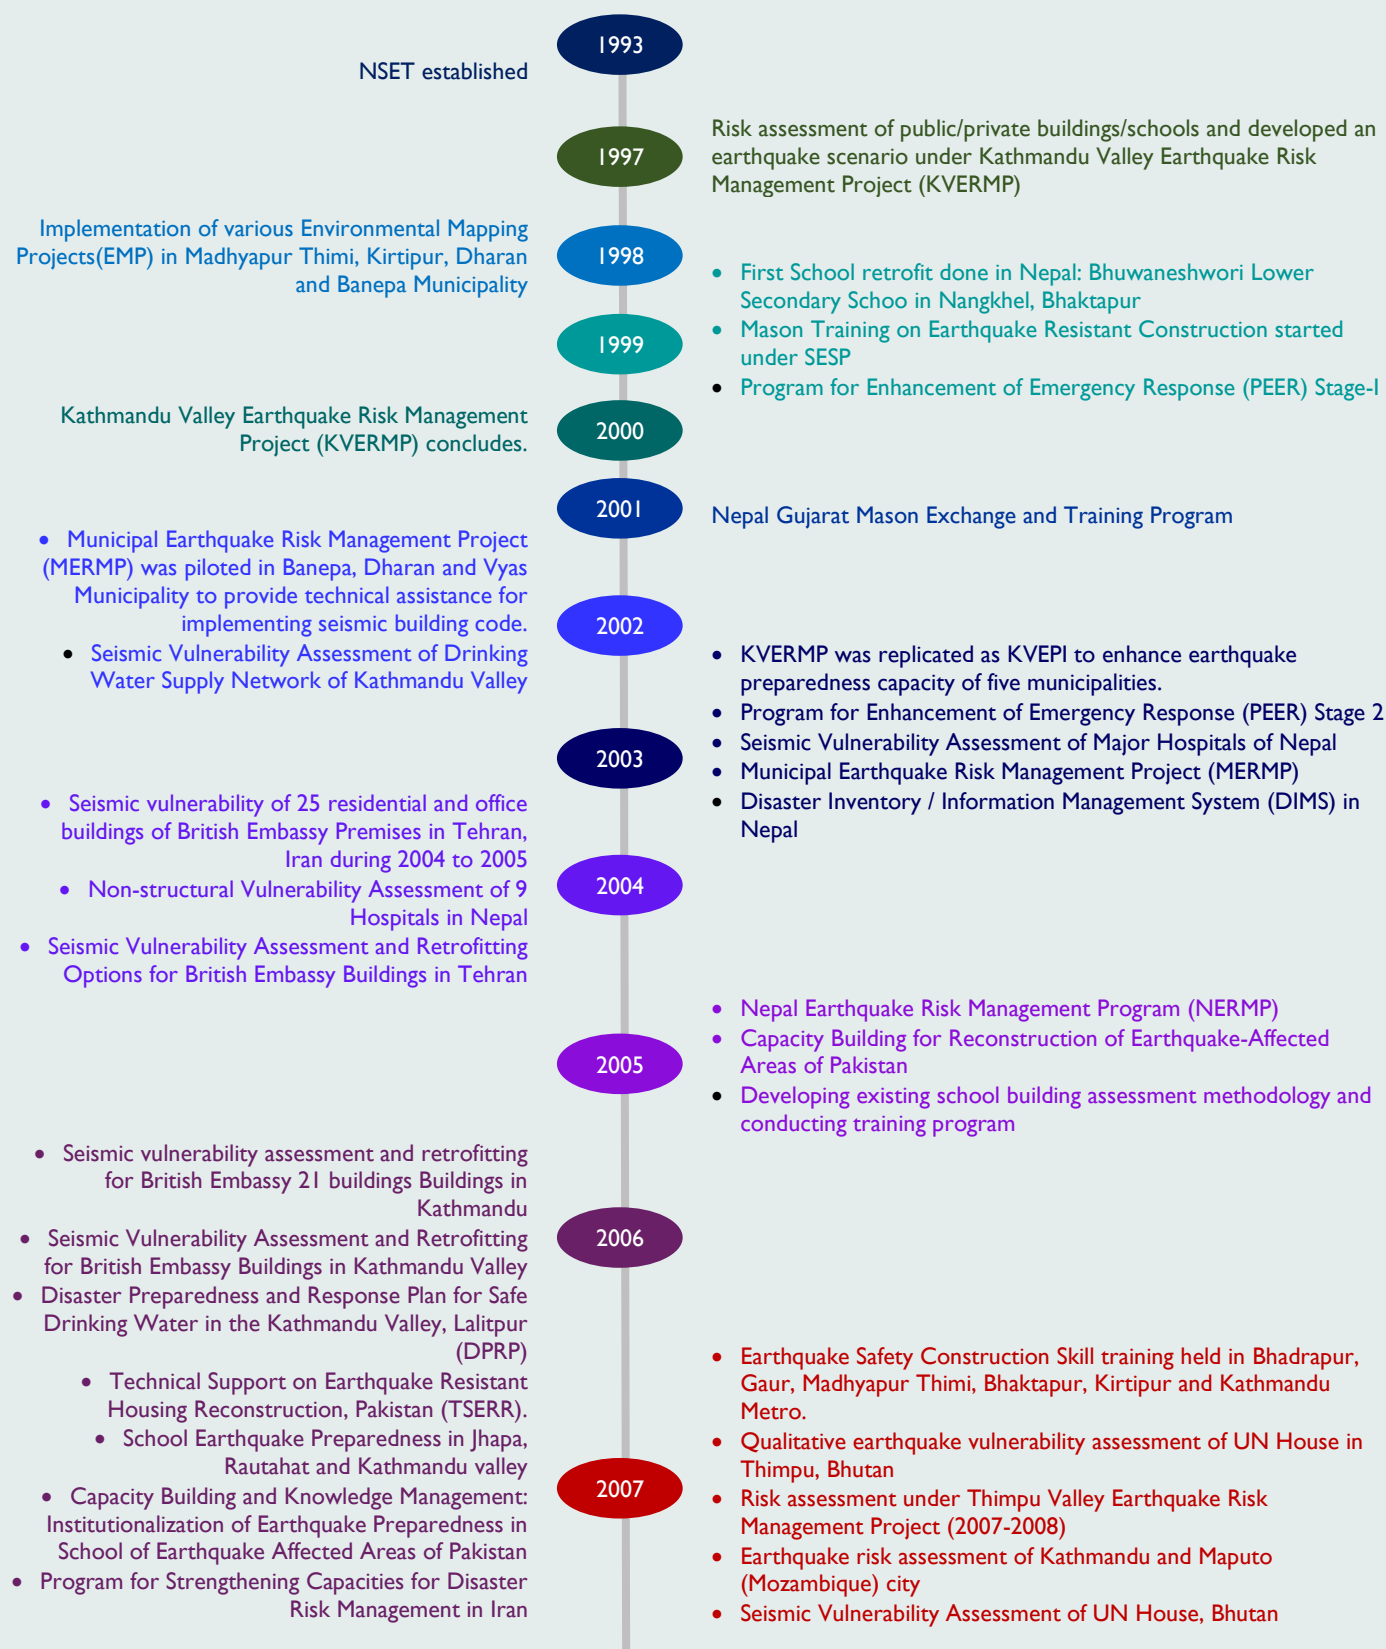 1993
NSET established
1997
Risk assessment of public/private buildings/schools and developed an
earthquake scenario under Kathmandu Valley Earthquake Risk
Management Project (KVERMP)
Implementation of various Environmental Mapping
Projects(EMP) in Madhyapur Thimi, Kirtipur, Dharan
and Banepa Municipality
1998
• First School retrofit done in Nepal: Bhuwaneshwori Lower
Secondary Schoo in Nangkhel, Bhaktapur
• Mason Training on Earthquake Resistant Construction started
under SESP
• Program for Enhancement of Emergency Response (PEER) Stage-I
1999
Kathmandu Valley Earthquake Risk Management
Project (KVERMP) concludes.
2000
2001
Nepal Gujarat Mason Exchange and Training Program
• Municipal Earthquake Risk Management Project
(MERMP) was piloted in Banepa, Dharan and Vyas
Municipality to provide technical assistance for
implementing seismic building code.
• Seismic Vulnerability Assessment of Drinking
Water Supply Network of Kathmandu Valley
2002
• KVERMP was replicated as KVEPI to enhance earthquake
preparedness capacity of five municipalities.
• Program for Enhancement of Emergency Response (PEER) Stage 2
• Seismic Vulnerability Assessment of Major Hospitals of Nepal
• Municipal Earthquake Risk Management Project (MERMP)
• Disaster Inventory / Information Management System (DIMS) in
Nepal
2003
• Seismic vulnerability of 25 residential and office
buildings of British Embassy Premises in Tehran,
Iran during 2004 to 2005
• Non-structural Vulnerability Assessment of 9
Hospitals in Nepal
• Seismic Vulnerability Assessment and Retrofitting
Options for British Embassy Buildings in Tehran
2004
• Nepal Earthquake Risk Management Program (NERMP)
• Capacity Building for Reconstruction of Earthquake-Affected
Areas of Pakistan
• Developing existing school building assessment methodology and
conducting training program
2005
• Seismic vulnerability assessment and retrofitting
for British Embassy 21 buildings Buildings in
Kathmandu
• Seismic Vulnerability Assessment and Retrofitting
for British Embassy Buildings in Kathmandu Valley
• Disaster Preparedness and Response Plan for Safe
Drinking Water in the Kathmandu Valley, Lalitpur
(DPRP)
• Technical Support on Earthquake Resistant
Housing Reconstruction, Pakistan (TSERR).
• School Earthquake Preparedness in Jhapa,
Rautahat and Kathmandu valley
• Capacity Building and Knowledge Management:
Institutionalization of Earthquake Preparedness in
School of Earthquake Affected Areas of Pakistan
• Program for Strengthening Capacities for Disaster
Risk Management in Iran
2006
• Earthquake Safety Construction Skill training held in Bhadrapur,
Gaur, Madhyapur Thimi, Bhaktapur, Kirtipur and Kathmandu
Metro.
• Qualitative earthquake vulnerability assessment of UN House in
Thimpu, Bhutan
• Risk assessment under Thimpu Valley Earthquake Risk
Management Project (2007-2008)
• Earthquake risk assessment of Kathmandu and Maputo
(Mozambique) city
• Seismic Vulnerability Assessment of UN House, Bhutan
2007